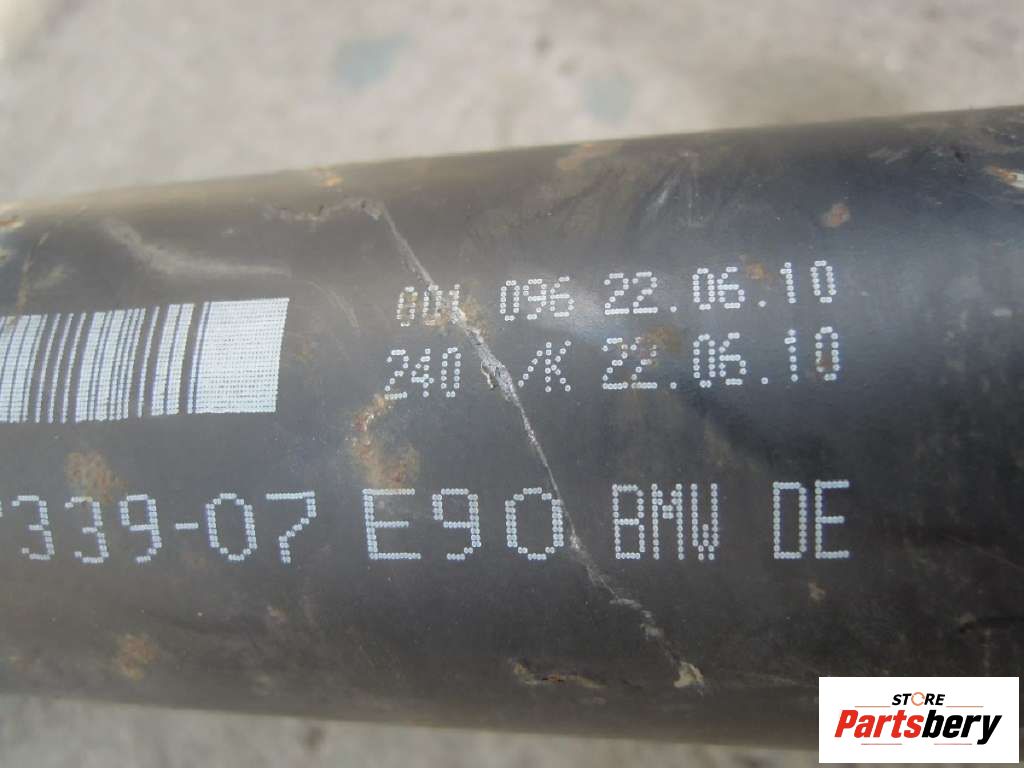 096 22.06.10
240 /K 22.06.10
339-07 E90 BMW DE
STORE
Partsbery